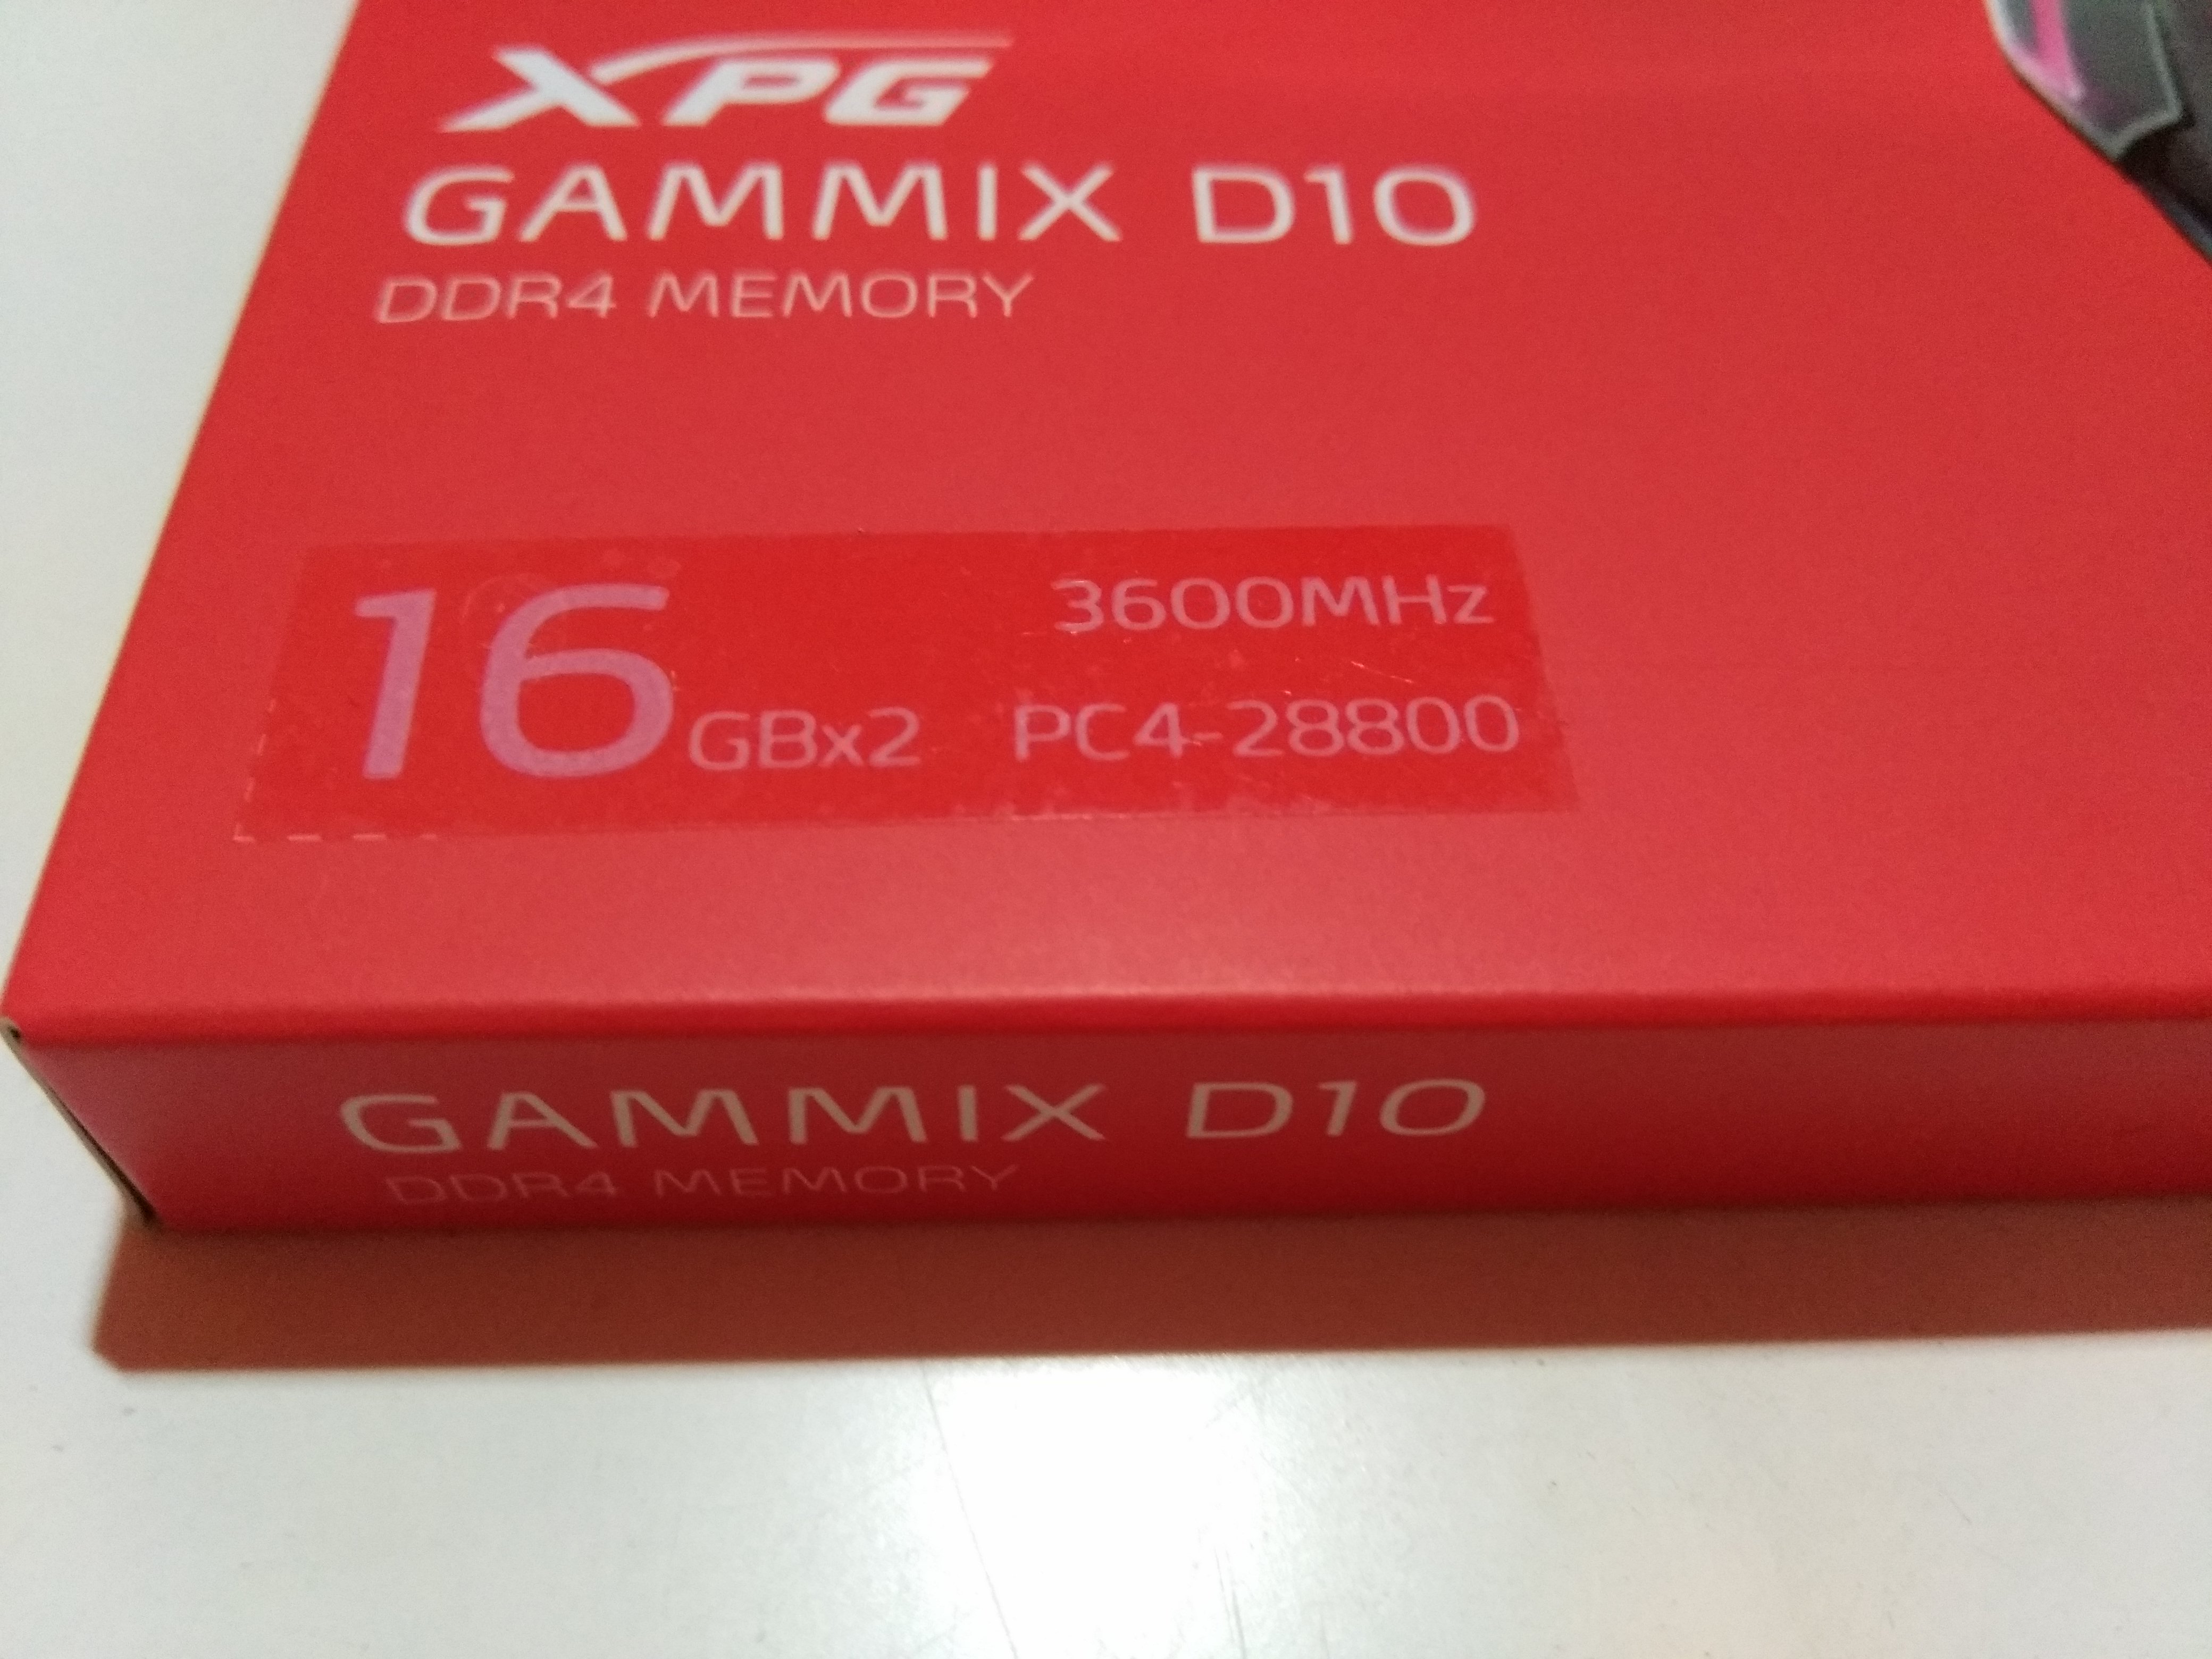 XPG
GAMMIX D10
DDR4 MEMORY
16GBx2 3600MHz
PC4-28800
GAMMIX D10
DDR4 MEMORY